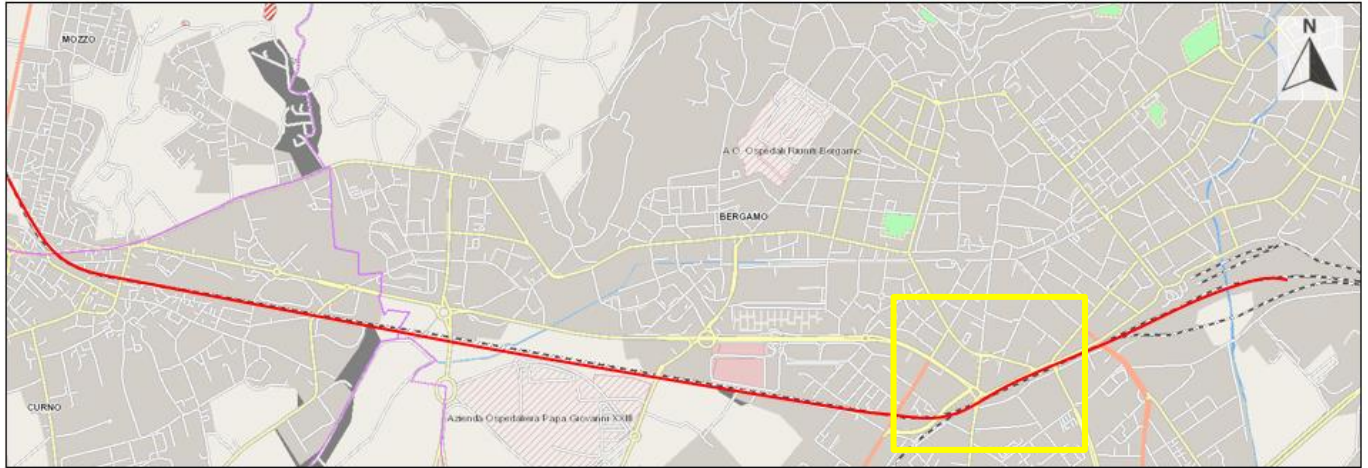 MOZZO
N
A.O. Ospedali Riuniti-Bergamo
BERGAMO
CURNO
Azienda Ospedaliera Papa Giovanni XXIII